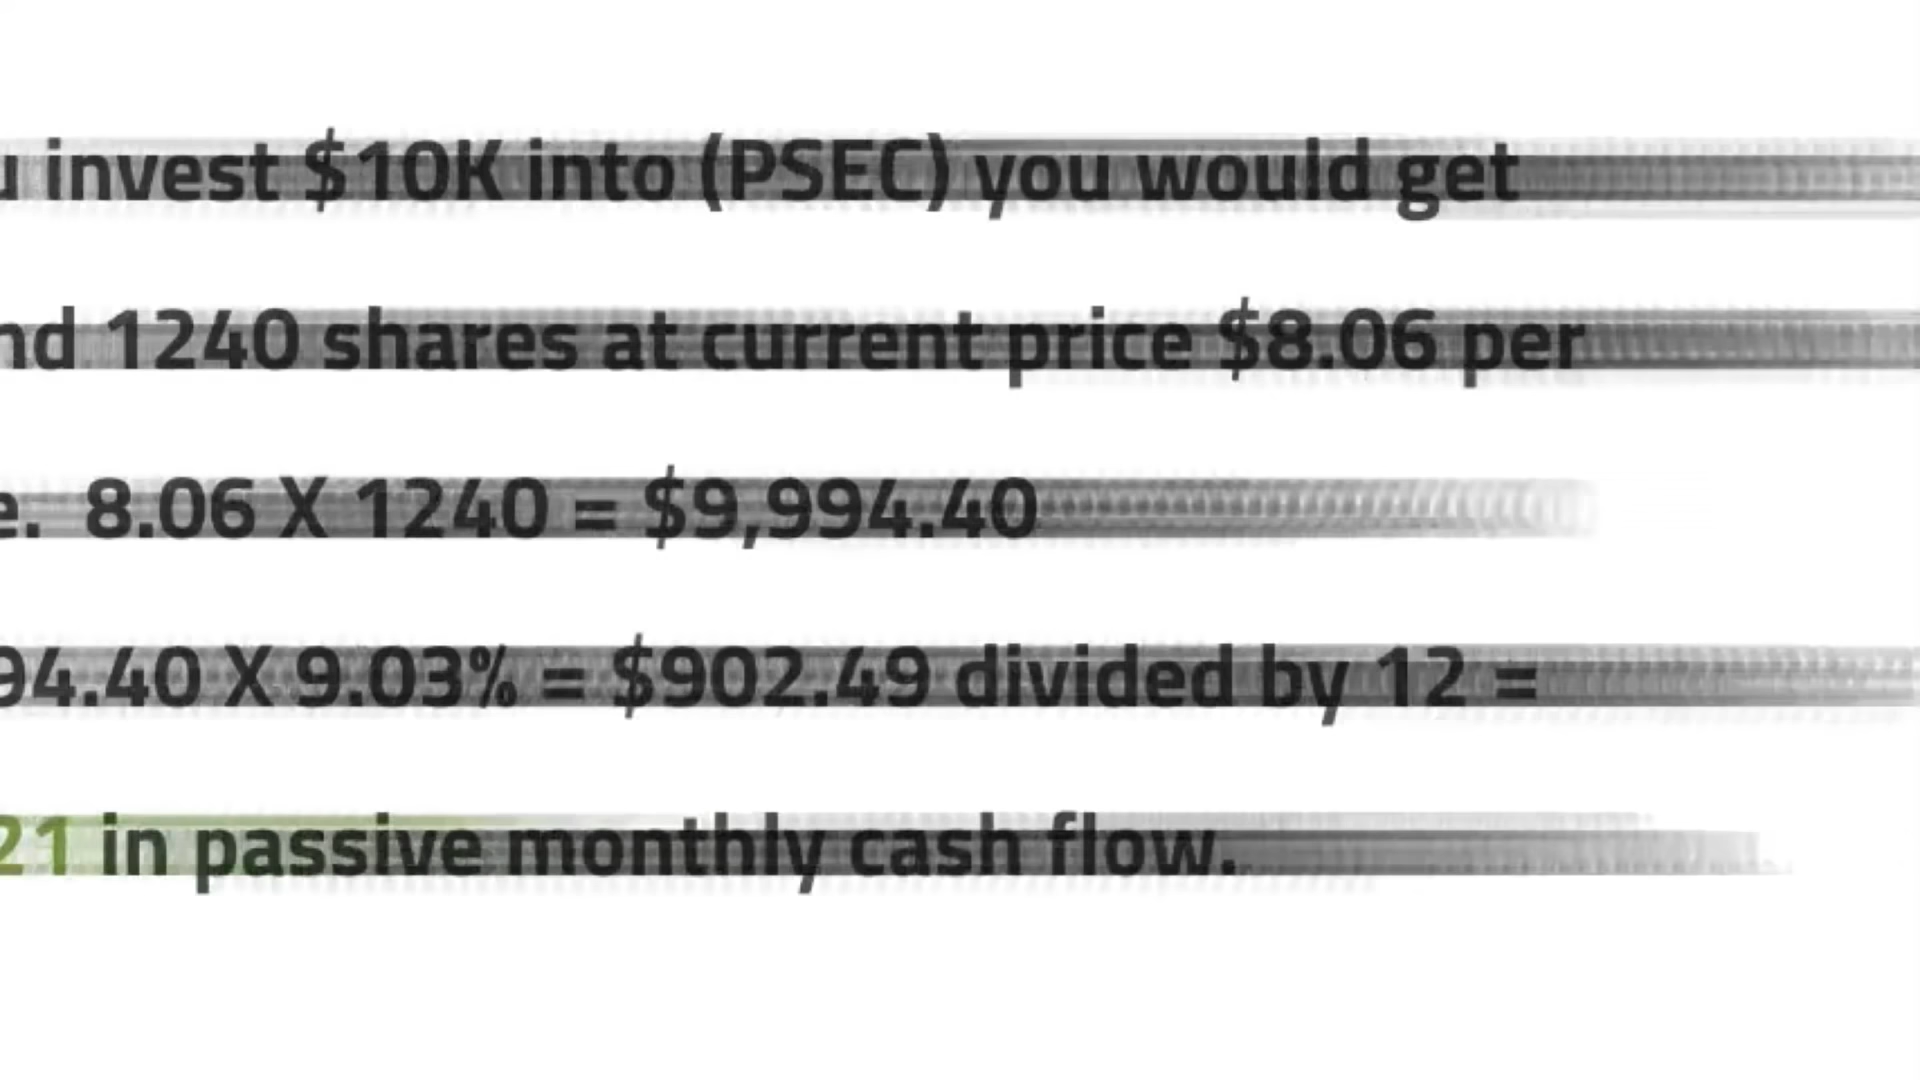 u invest $10K into (PSEC) you would get
nd 1240 shares at current price $8.06 per
e. 8.06 X 1240 = $9,994.40
94.40 X 9.03% = $902.49 divided by 12 =
21 in passive monthly cash flow.